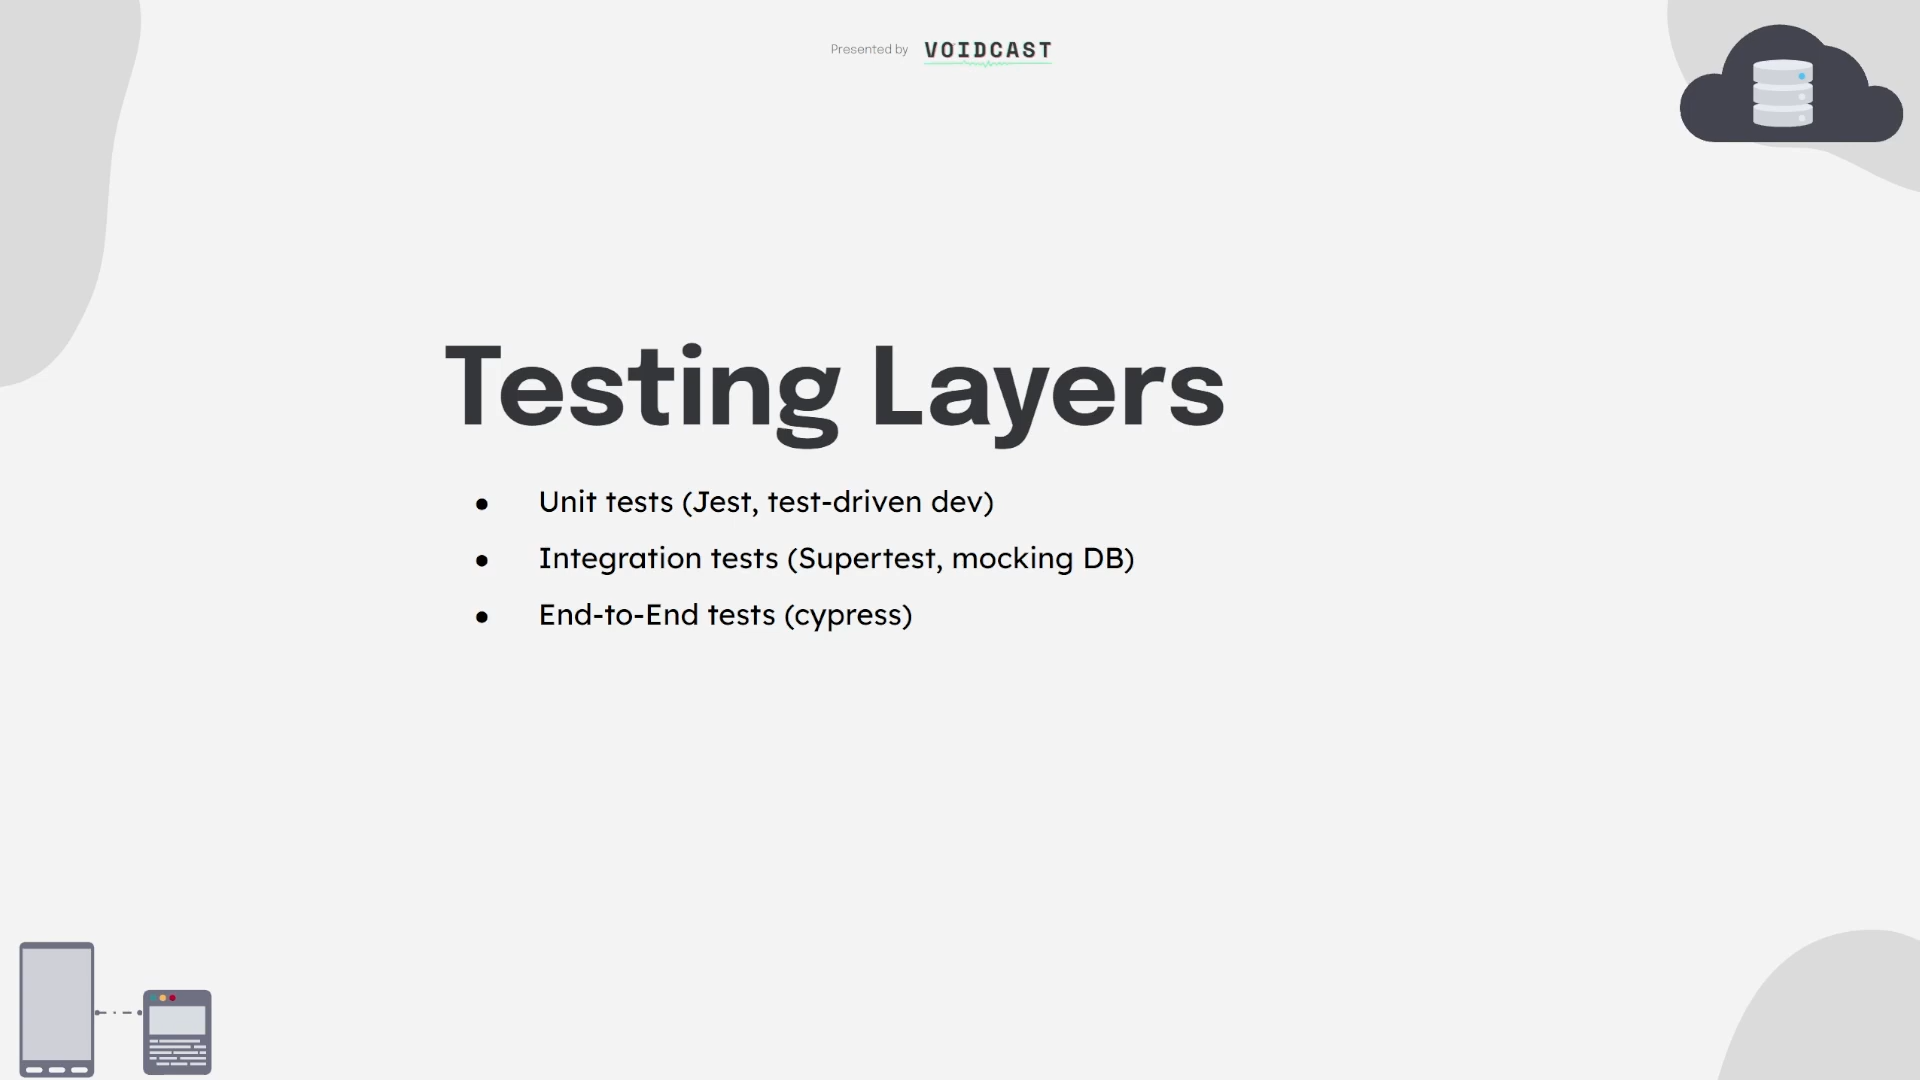 Presented by VOIDCAST
Testing Layers
● Unit tests (Jest, test-driven dev)
● Integration tests (Supertest, mocking DB)
● End-to-End tests (cypress)